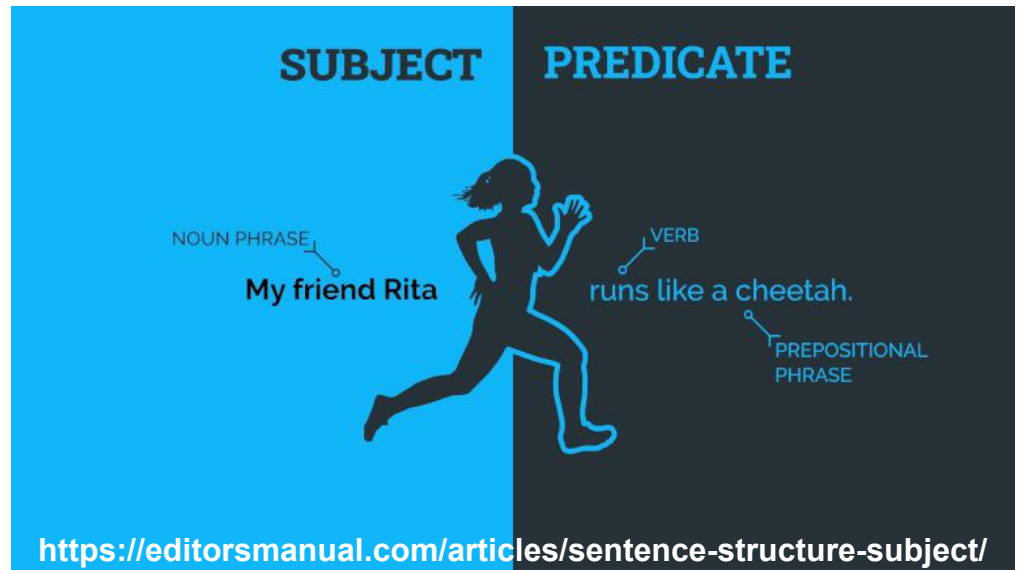 SUBJECT PREDICATE
NOUN PHRASE
VERB
My friend Rita runs like a cheetah.
PREPOSITIONAL
PHRASE
https://editorsmanual.com/articles/sentence-structure-subject/